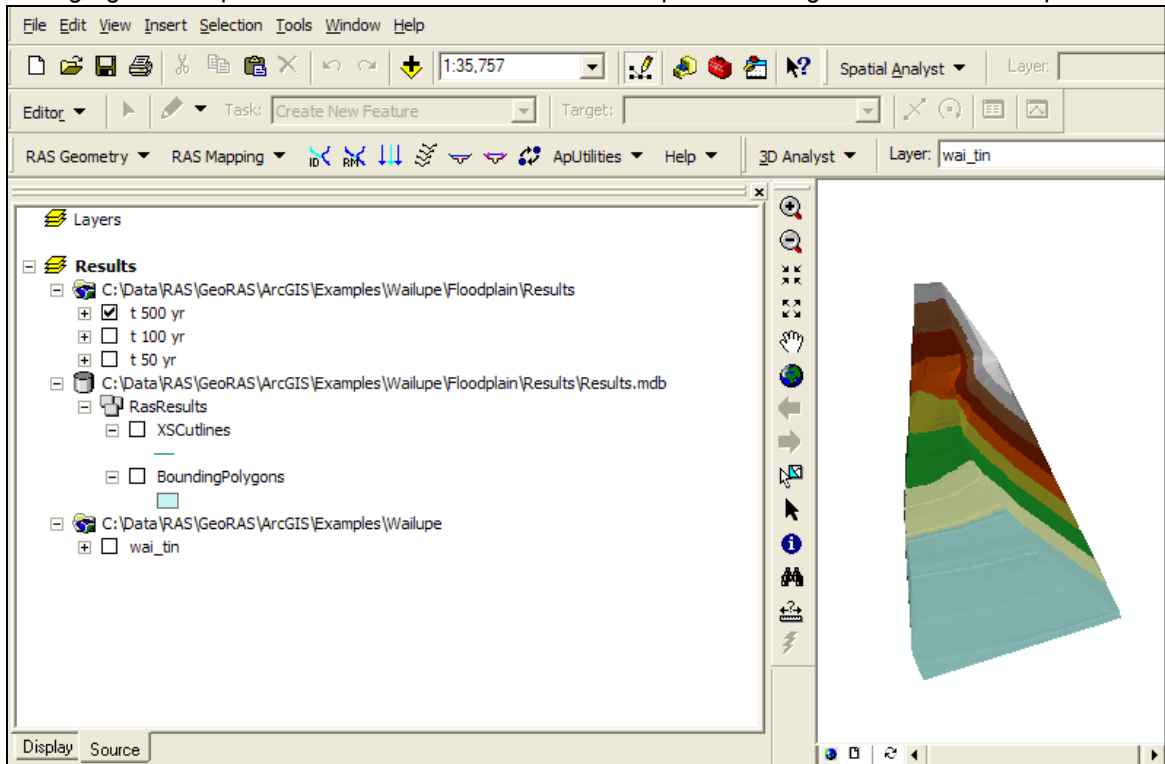 File Edit View Insert Selection Tools Window Help
1:35,757 Spatial Analyst Layer:
Editor Task: Create New Feature Target:
RAS Geometry RAS Mapping ID RM ApUtilities Help 3D Analyst Layer: wai_tin
Layers
Results
C:\Data\RAS\GeoRAS\ArcGIS\Examples\Wailupe\Floodplain\Results
t 500 yr
t 100 yr
t 50 yr
C:\Data\RAS\GeoRAS\ArcGIS\Examples\Wailupe\Floodplain\Results\Results.mdb
RasResults
XSCutlines
BoundingPolygons
C:\Data\RAS\GeoRAS\ArcGIS\Examples\Wailupe
wai_tin
Display Source